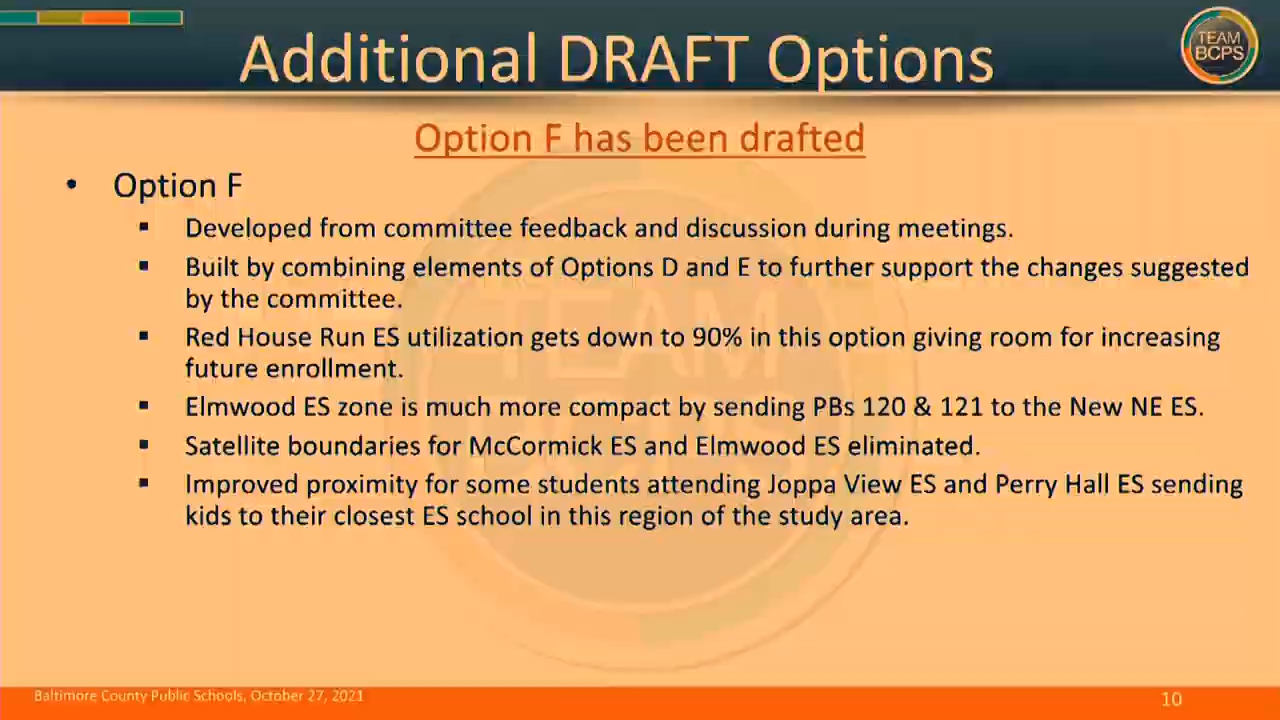 TEAM
BCPS
Additional DRAFT Options
Option F has been drafted
• Option F
▪ Developed from committee feedback and discussion during meetings.
▪ Built by combining elements of Options D and E to further support the changes suggested
by the committee.
▪ Red House Run ES utilization gets down to 90% in this option giving room for increasing
future enrollment.
▪ Elmwood ES zone is much more compact by sending PBs 120 & 121 to the New NE ES.
▪ Satellite boundaries for McCormick ES and Elmwood ES eliminated.
▪ Improved proximity for some students attending Joppa View ES and Perry Hall ES sending
kids to their closest ES school in this region of the study area.
TEAM
BCPS
Baltimore County Public Schools, October 27, 2021
10